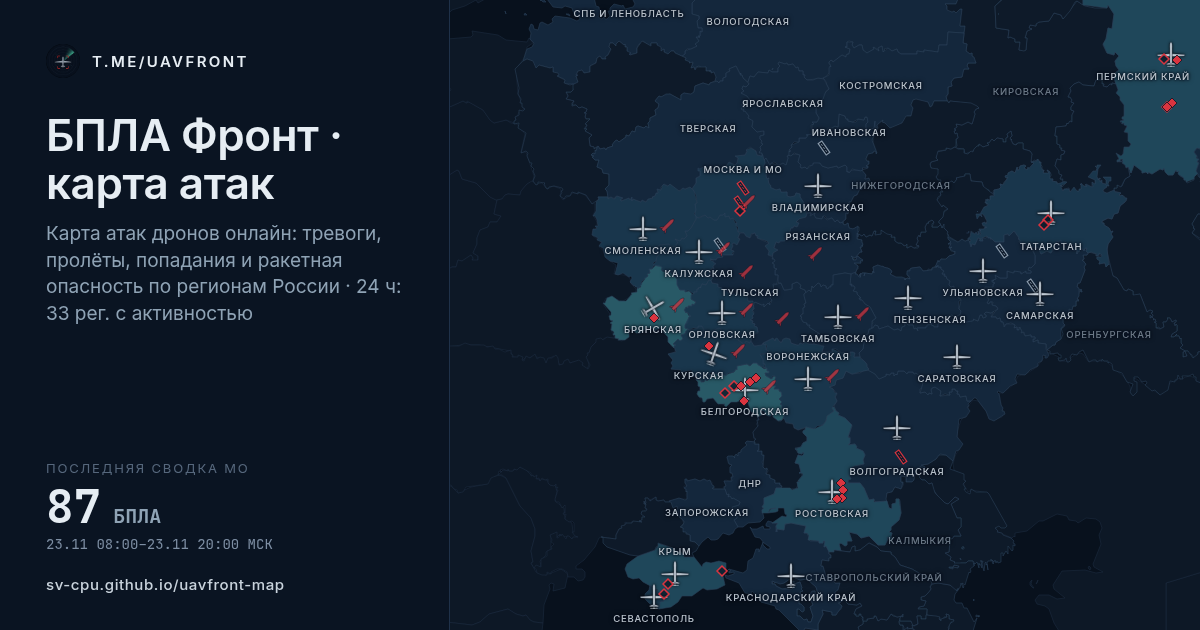 T.ME/UAVFRONT
БПЛА Фронт ·
карта атак
Карта атак дронов онлайн: тревоги,
пролёты, попадания и ракетная
опасность по регионам России · 24 ч:
33 рег. с активностью
ПОСЛЕДНЯЯ СВОДКА МО
87 БПЛА
23.11 08:00–23.11 20:00 МСК
sv-cpu.github.io/uavfront-map
СПБ И ЛЕНОБЛАСТЬ
ВОЛОГОДСКАЯ
ПЕРМСКИЙ КРАЙ
КОСТРОМСКАЯ
КИРОВСКАЯ
ЯРОСЛАВСКАЯ
ТВЕРСКАЯ
ИВАНОВСКАЯ
МОСКВА И МО
НИЖЕГОРОДСКАЯ
ВЛАДИМИРСКАЯ
РЯЗАНСКАЯ
ТАТАРСТАН
СМОЛЕНСКАЯ
КАЛУЖСКАЯ
ТУЛЬСКАЯ
УЛЬЯНОВСКАЯ
САМАРСКАЯ
ПЕНЗЕНСКАЯ
БРЯНСКАЯ
ОРЛОВСКАЯ
ТАМБОВСКАЯ
ОРЕНБУРГСКАЯ
ВОРОНЕЖСКАЯ
КУРСКАЯ
САРАТОВСКАЯ
БЕЛГОРОДСКАЯ
ВОЛГОГРАДСКАЯ
ДНР
ЗАПОРОЖСКАЯ
РОСТОВСКАЯ
КАЛМЫКИЯ
КРЫМ
СТАВРОПОЛЬСКИЙ КРАЙ
КРАСНОДАРСКИЙ КРАЙ
СЕВАСТОПОЛЬ